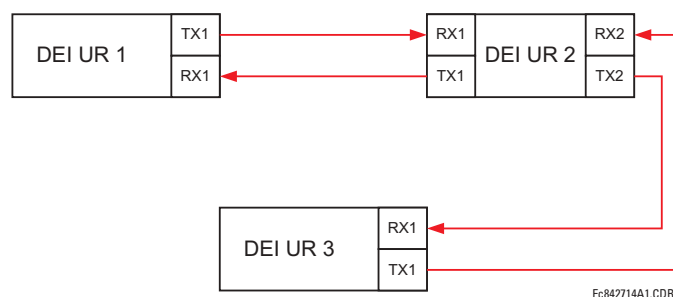 DEI UR 1
TX1
RX1
RX1
TX1
DEI UR 2
RX2
TX2
DEI UR 3
RX1
TX1
Fc842714A1.CDR